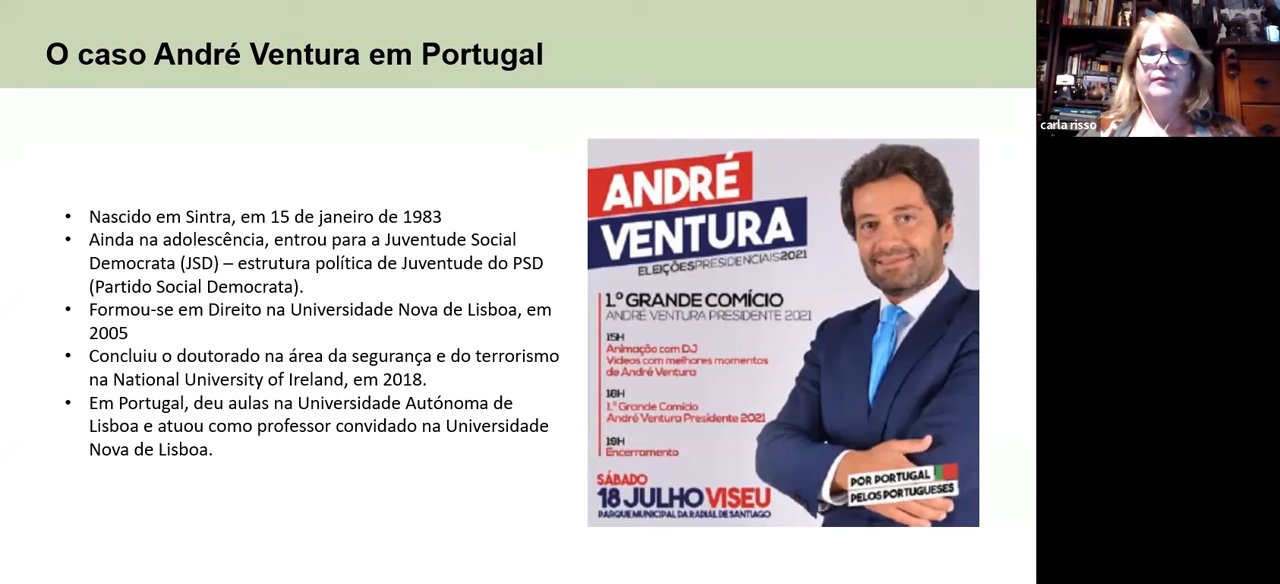 O caso André Ventura em Portugal
carla risso
• Nascido em Sintra, em 15 de janeiro de 1983
• Ainda na adolescência, entrou para a Juventude Social
Democrata (JSD) – estrutura política de Juventude do PSD
(Partido Social Democrata).
• Formou-se em Direito na Universidade Nova de Lisboa, em
2005
• Concluiu o doutorado na área da segurança e do terrorismo
na National University of Ireland, em 2018.
• Em Portugal, deu aulas na Universidade Autónoma de
Lisboa e atuou como professor convidado na Universidade
Nova de Lisboa.
ANDRÉ
VENTURA
ELEIÇÕESPRESIDENCIAIS2021
1.º GRANDE COMÍCIO
ANDRÉ VENTURA PRESIDENTE 2021
15H
Animação com DJ
Vídeos com melhores momentos
de André Ventura
18H
1.º Grande Comício
André Ventura Presidente 2021
19H
Encerramento
SÁBADO
18 JULHO VISEU
PARQUE MUNICIPAL DA RADIAL DE SANTIAGO
POR PORTUGAL
PELOS PORTUGUESES